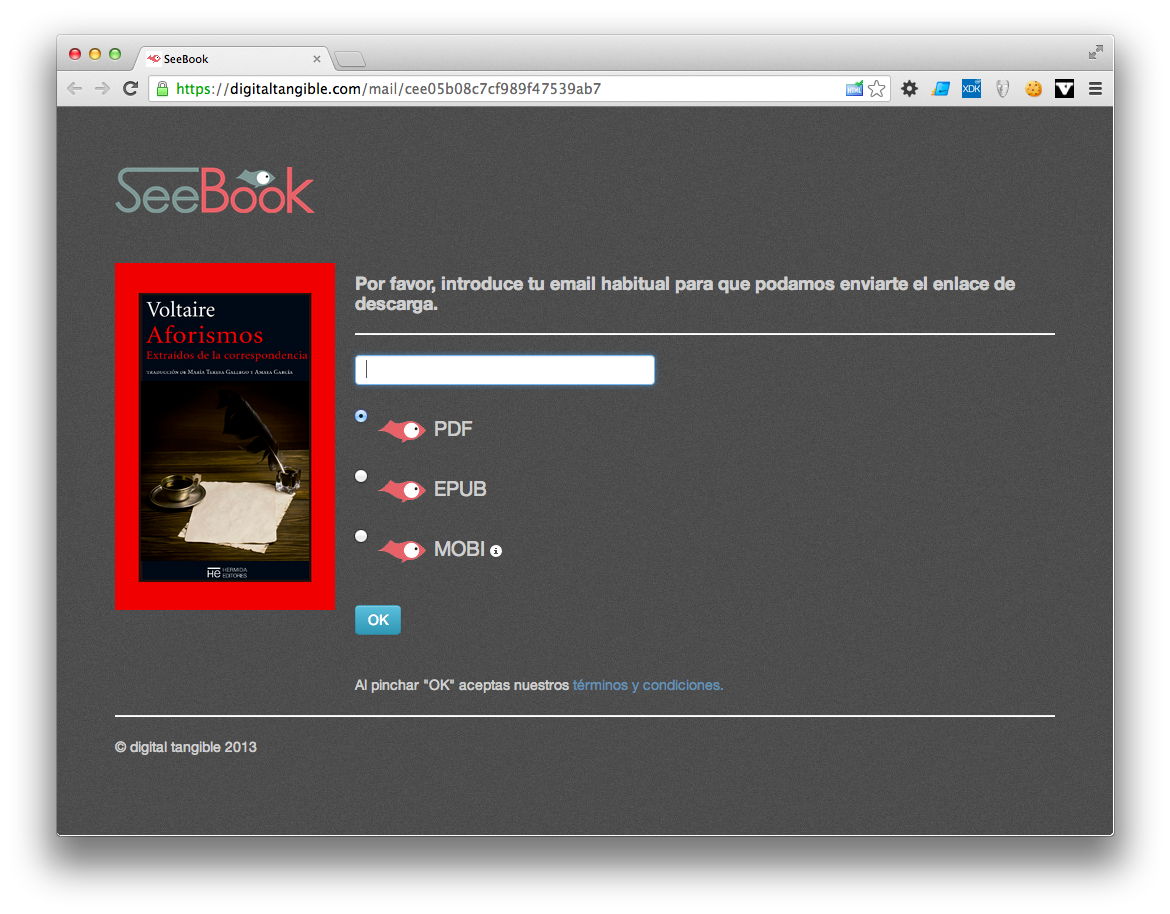 SeeBook
https://digitaltangible.com/mail/cee05b08c7cf989f47539ab7
HTML
XDK
SeeBook
Por favor, introduce tu email habitual para que podamos enviarte el enlace de
descarga.
Voltaire
Aforismos
Extraídos de la correspondencia
TRADUCCIÓN DE MARÍA TERESA GALLEGO Y AMAYA GARCÍA
HE HERMIDA
EDITORES
PDF
EPUB
MOBI
OK
Al pinchar "OK" aceptas nuestros términos y condiciones.
© digital tangible 2013